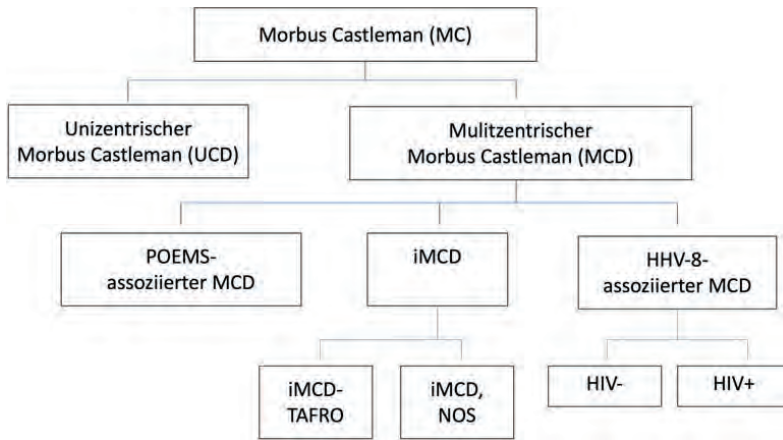 Morbus Castleman (MC)
Unizentrischer
Morbus Castleman (UCD)
Mulitzentrischer
Morbus Castleman (MCD)
POEMS-
assoziierter MCD
iMCD
HHV-8-
assoziierter MCD
iMCD-
TAFRO
iMCD,
NOS
HIV-
HIV+